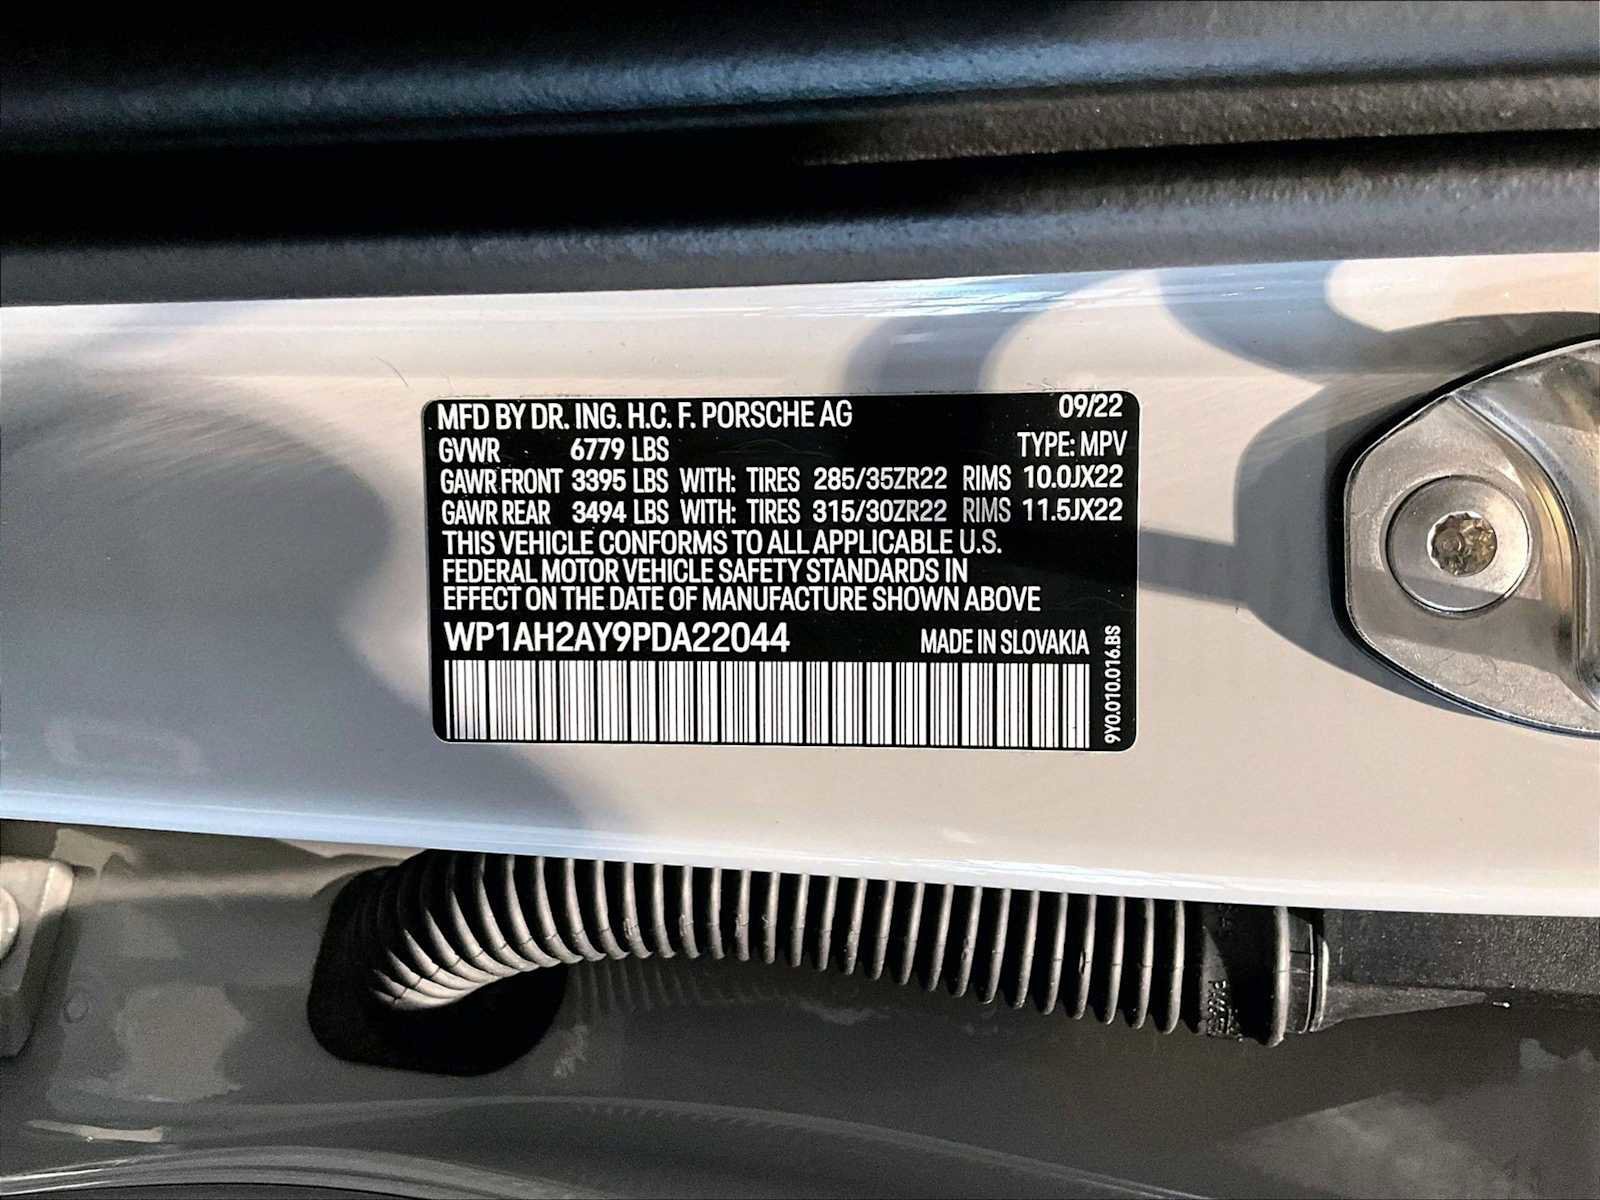 MFD BY DR. ING. H.C. F. PORSCHE AG 09/22
GVWR 6779 LBS TYPE: MPV
GAWR FRONT 3395 LBS WITH: TIRES 285/35ZR22 RIMS 10.0JX22
GAWR REAR 3494 LBS WITH: TIRES 315/30ZR22 RIMS 11.5JX22
THIS VEHICLE CONFORMS TO ALL APPLICABLE U.S.
FEDERAL MOTOR VEHICLE SAFETY STANDARDS IN
EFFECT ON THE DATE OF MANUFACTURE SHOWN ABOVE
WP1AH2AY9PDA22044 MADE IN SLOVAKIA
9Y0.010.016.BS